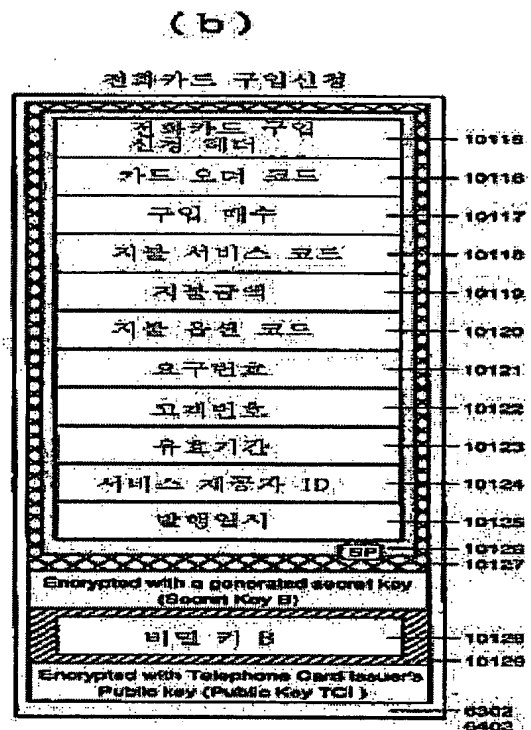 (b)
전화카드 구입신청
전화카드 구입
신청 헤더
10115
카드 오더 코드
10116
구입 매수
10117
지불 서비스 코드
10118
지불금액
10119
지불 옵션 코드
10120
요구번호
10121
고객번호
10122
유효기간
10123
서비스 제공자 ID
10124
발행일시
10125
SP
10126
10127
Encrypted with a generated secret key
(Secret Key B)
비밀 키 B
10128
10129
Encrypted with Telephone Card Issuer's
Public key (Public Key TCI )
6302
6403